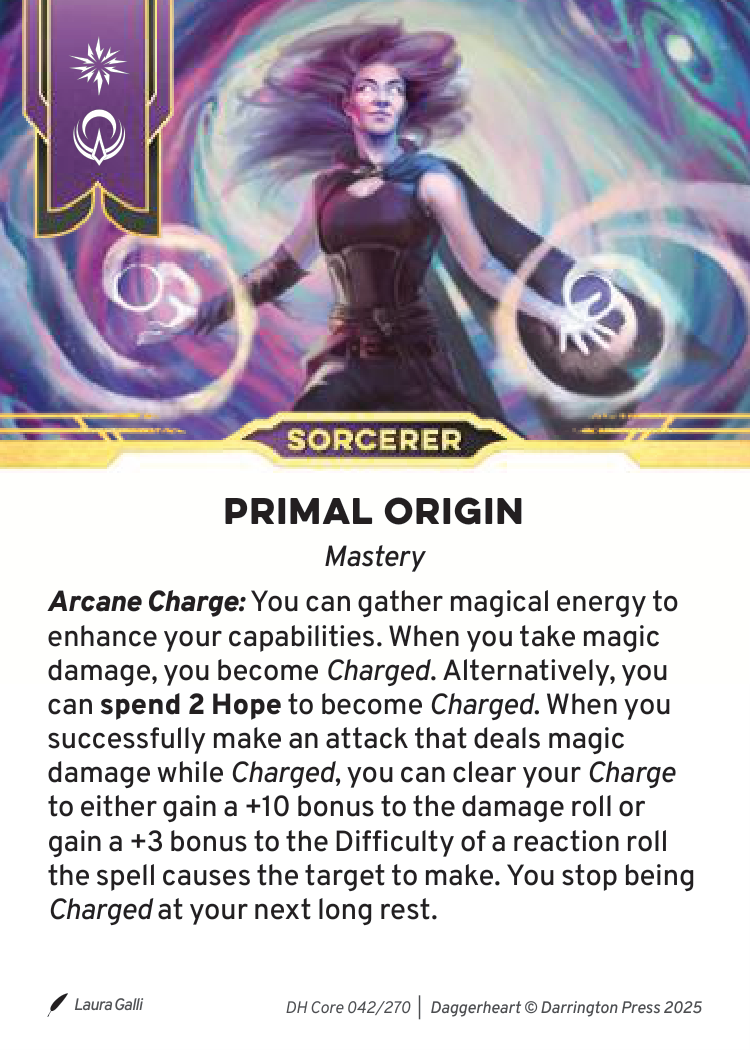 SORCERER
PRIMAL ORIGIN
Mastery
Arcane Charge: You can gather magical energy to
enhance your capabilities. When you take magic
damage, you become Charged. Alternatively, you
can spend 2 Hope to become Charged. When you
successfully make an attack that deals magic
damage while Charged, you can clear your Charge
to either gain a +10 bonus to the damage roll or
gain a +3 bonus to the Difficulty of a reaction roll
the spell causes the target to make. You stop being
Charged at your next long rest.
Laura Galli
DH Core 042/270 | Daggerheart © Darrington Press 2025